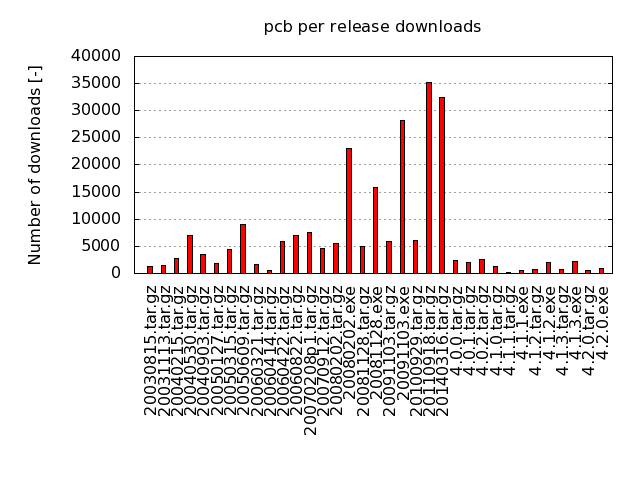 pcb per release downloads
Number of downloads [-]
40000
35000
30000
25000
20000
15000
10000
5000
0
20030815.tar.gz
20031113.tar.gz
20040215.tar.gz
20040530.tar.gz
20040903.tar.gz
20050127.tar.gz
20050315.tar.gz
20050609.tar.gz
20060321.tar.gz
20060414.tar.gz
20060422.tar.gz
20060822.tar.gz
20070208p1.tar.gz
20070912.tar.gz
20080202.tar.gz
20080202.exe
20081128.tar.gz
20081128.exe
20091103.tar.gz
20091103.exe
20100929.tar.gz
20110918.tar.gz
20140316.tar.gz
4.0.0.tar.gz
4.0.1.tar.gz
4.0.2.tar.gz
4.1.0.tar.gz
4.1.1.tar.gz
4.1.1.exe
4.1.2.tar.gz
4.1.2.exe
4.1.3.tar.gz
4.1.3.exe
4.2.0.tar.gz
4.2.0.exe